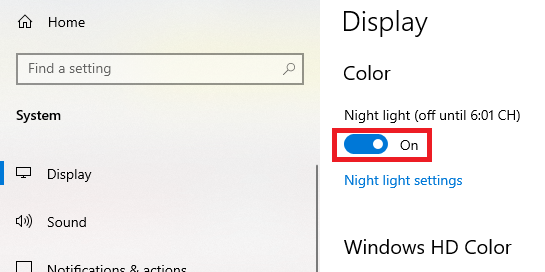 Home
Find a setting
System
Display
Sound
Notifications & actions
Display
Color
Night light (off until 6:01 CH)
On
Night light settings
Windows HD Color